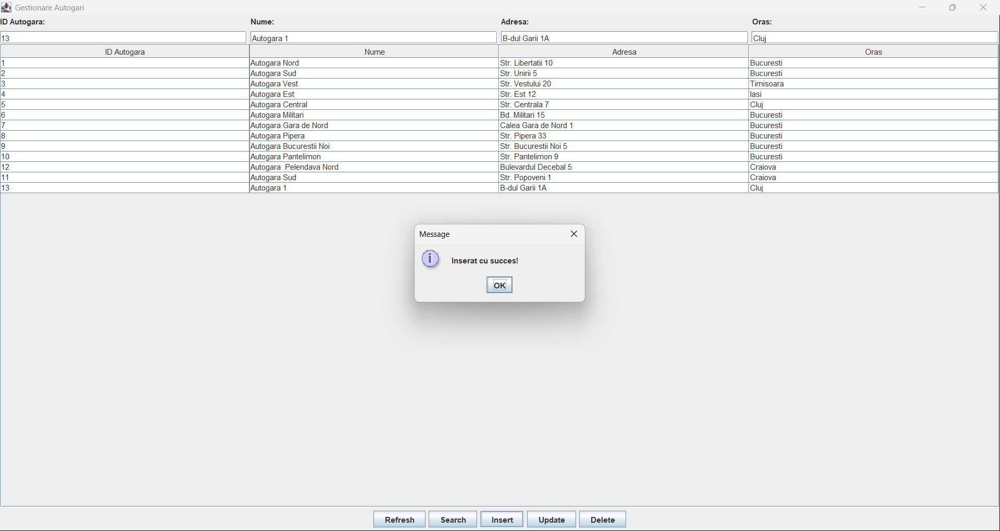 Gestionare Autogari
ID Autogara: Nume: Adresa: Oras:
13 Autogara 1 B-dul Garii 1A Cluj
ID Autogara Nume Adresa Oras
1 Autogara Nord Str. Libertatii 10 Bucuresti
2 Autogara Sud Str. Unirii 5 Bucuresti
3 Autogara Vest Str. Vestului 20 Timisoara
4 Autogara Est Str. Est 12 Iasi
5 Autogara Central Str. Centrala 7 Cluj
6 Autogara Militari Bd. Militari 15 Bucuresti
7 Autogara Gara de Nord Calea Gara de Nord 1 Bucuresti
8 Autogara Pipera Str. Pipera 33 Bucuresti
9 Autogara Bucurestii Noi Str. Bucurestii Noi 5 Bucuresti
10 Autogara Pantelimon Str. Pantelimon 9 Bucuresti
12 Autogara  Pelendava Nord Bulevardul Decebal 5 Craiova
11 Autogara Sud Str. Popoveni 1 Craiova
13 Autogara 1 B-dul Garii 1A Cluj
Message
Inserat cu succes!
OK
Refresh Search Insert Update Delete